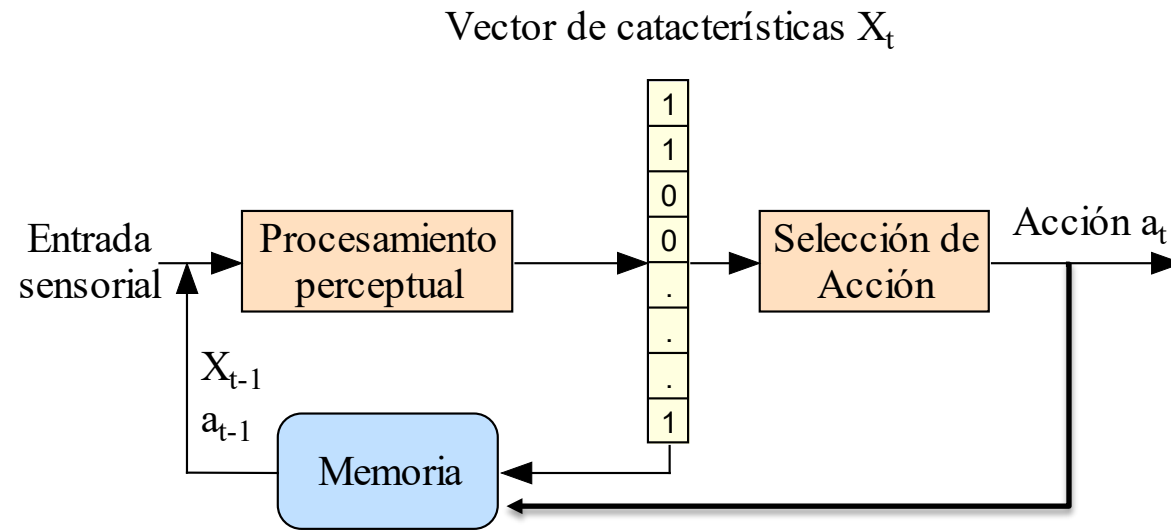 Vector de catacterísticas Xt
1
1
0
0
.
.
.
1
Entrada
sensorial
Procesamiento
perceptual
Selección de
Acción
Acción at
Xt-1
at-1
Memoria